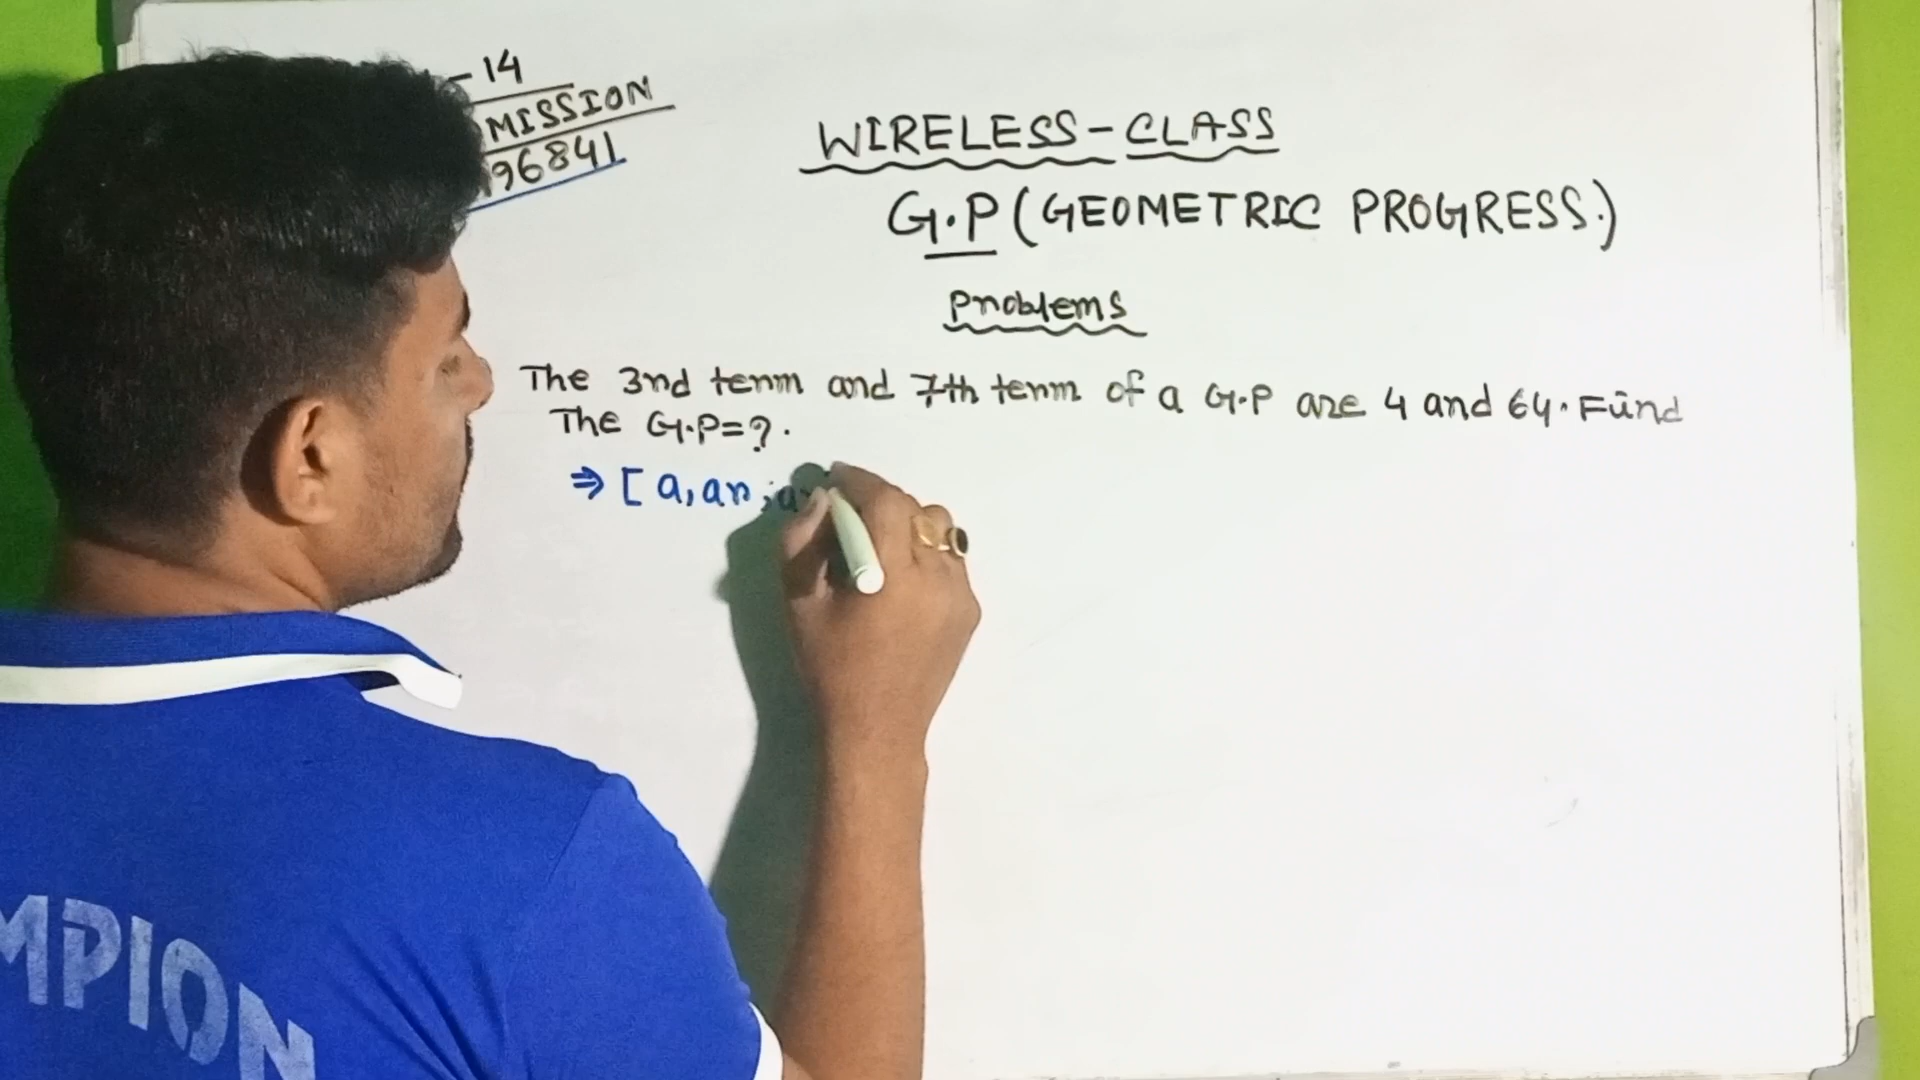 -14
MISSION
96841
WIRELESS-CLASS
G.P (GEOMETRIC PROGRESS.)
Problems
The 3rd term and 7th term of a G.P are 4 and 64. Find
The G.P=?.
⇒ [a, ar, a
MPION